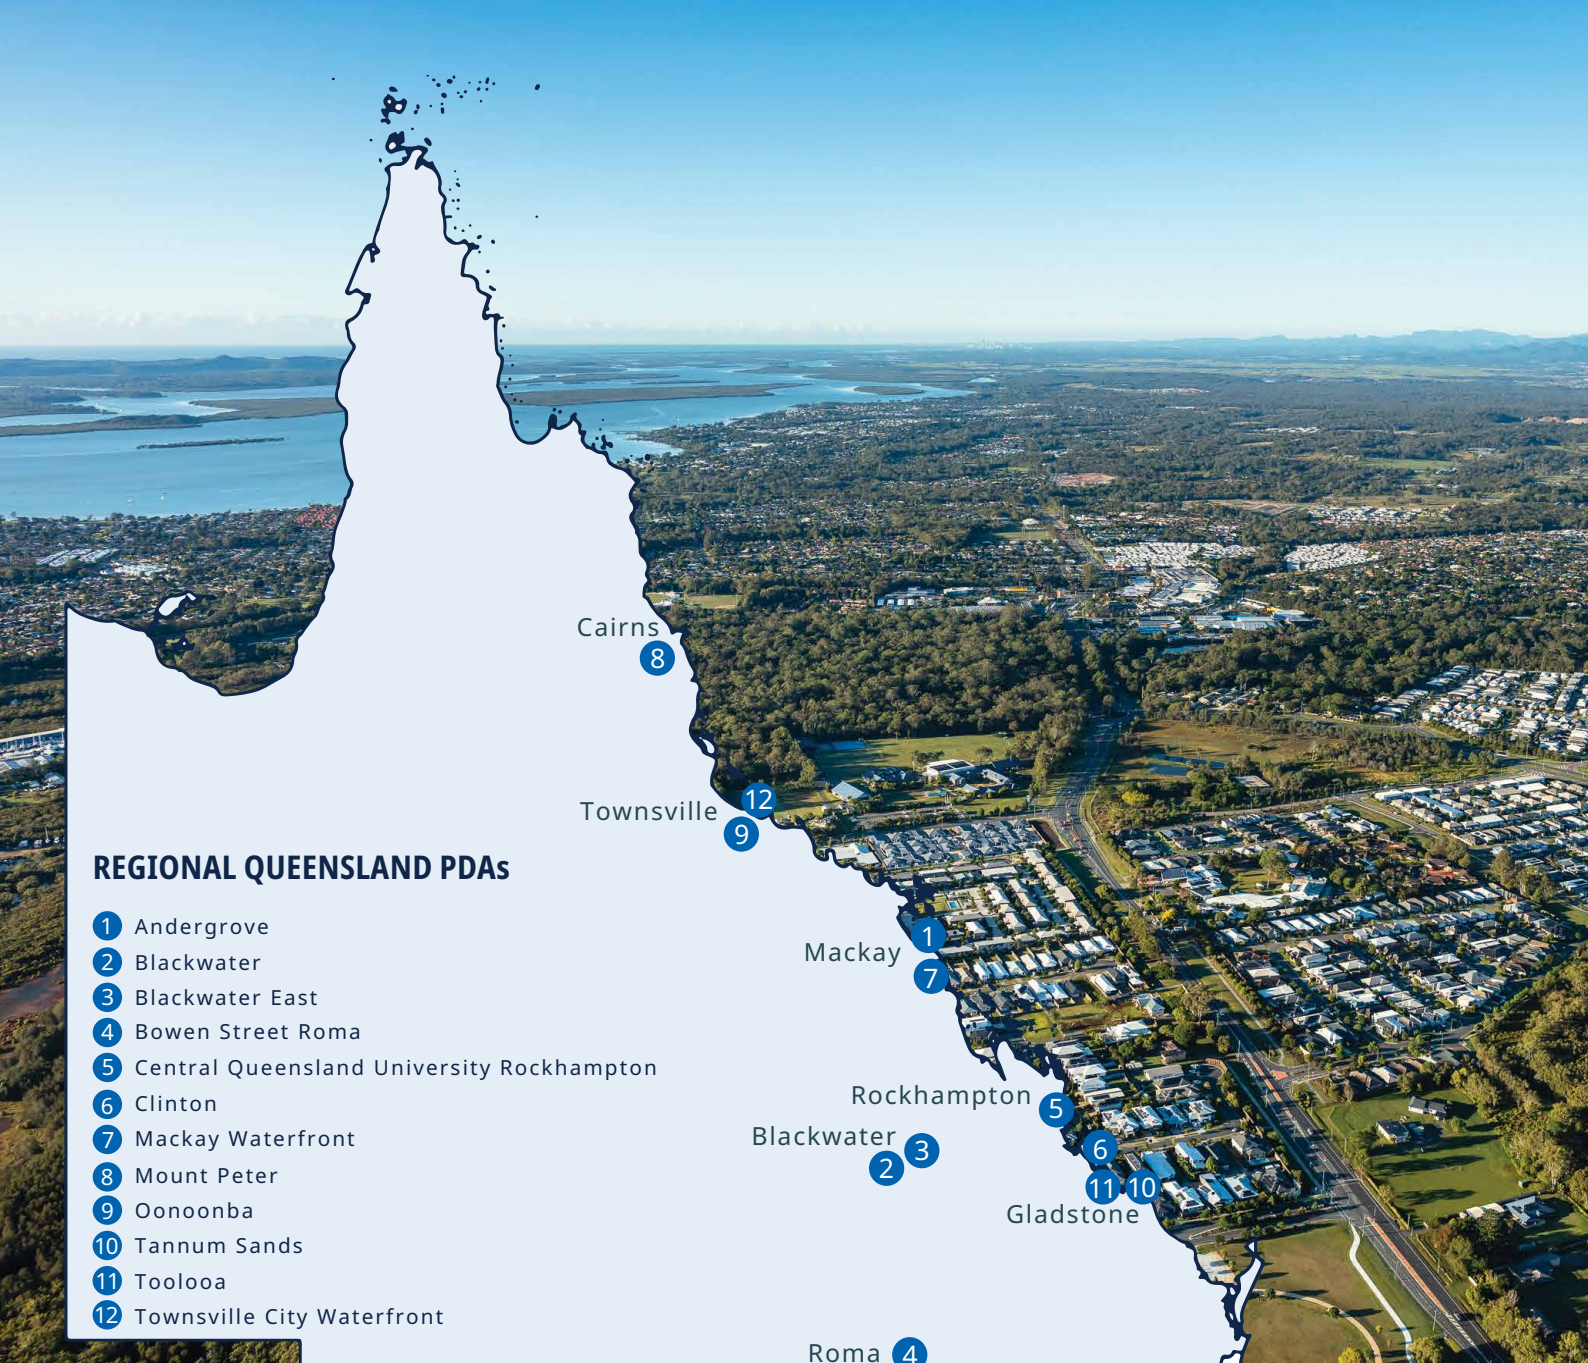 Cairns
8
Townsville
12
9
REGIONAL QUEENSLAND PDAs
1 Andergrove
2 Blackwater
3 Blackwater East
4 Bowen Street Roma
5 Central Queensland University Rockhampton
6 Clinton
7 Mackay Waterfront
8 Mount Peter
9 Oonoonba
10 Tannum Sands
11 Toolooa
12 Townsville City Waterfront
Mackay
1
7
Rockhampton
5
Blackwater
3
2
6
11 10
Gladstone
Roma 4